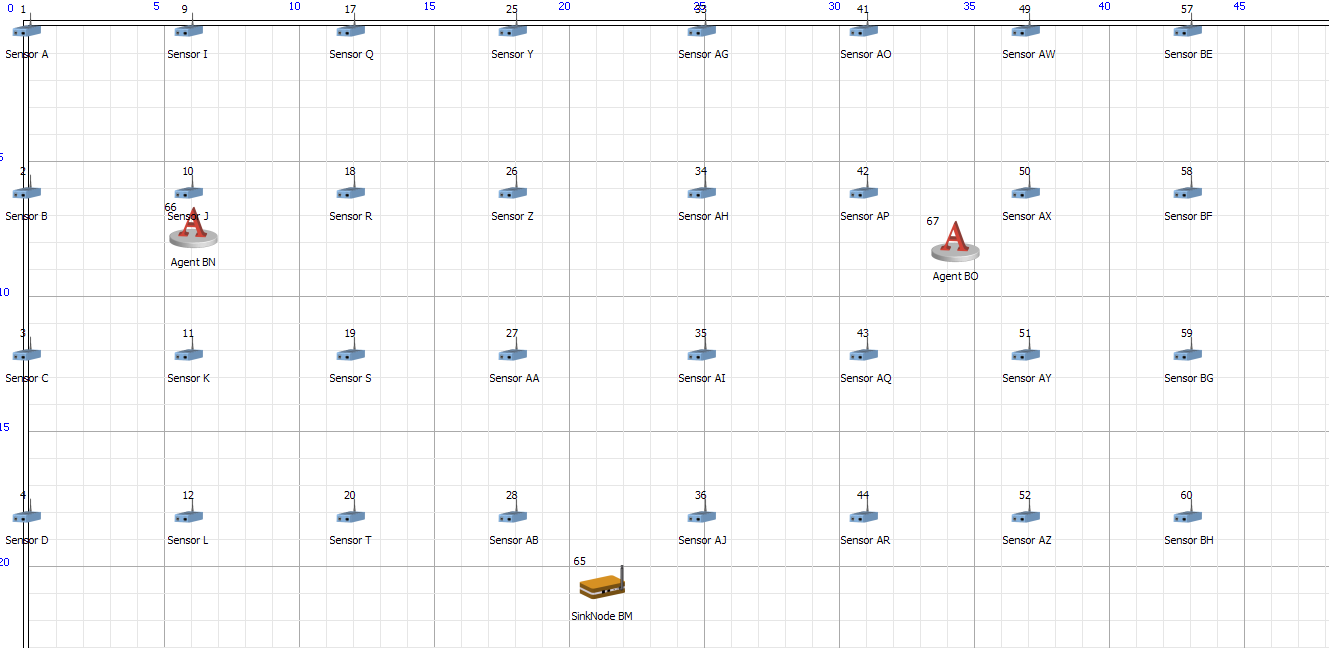 0 5 10 15 20 25 30 35 40 45
1 9 17 25 33 41 49 57
Sensor A Sensor I Sensor Q Sensor Y Sensor AG Sensor AO Sensor AW Sensor BE
5
2 10 18 26 34 42 50 58
Sensor B Sensor J Sensor R Sensor Z Sensor AH Sensor AP Sensor AX Sensor BF
66 67
Agent BN Agent BO
10
3 11 19 27 35 43 51 59
Sensor C Sensor K Sensor S Sensor AA Sensor AI Sensor AQ Sensor AY Sensor BG
15
4 12 20 28 36 44 52 60
Sensor D Sensor L Sensor T Sensor AB Sensor AJ Sensor AR Sensor AZ Sensor BH
20
65
SinkNode BM